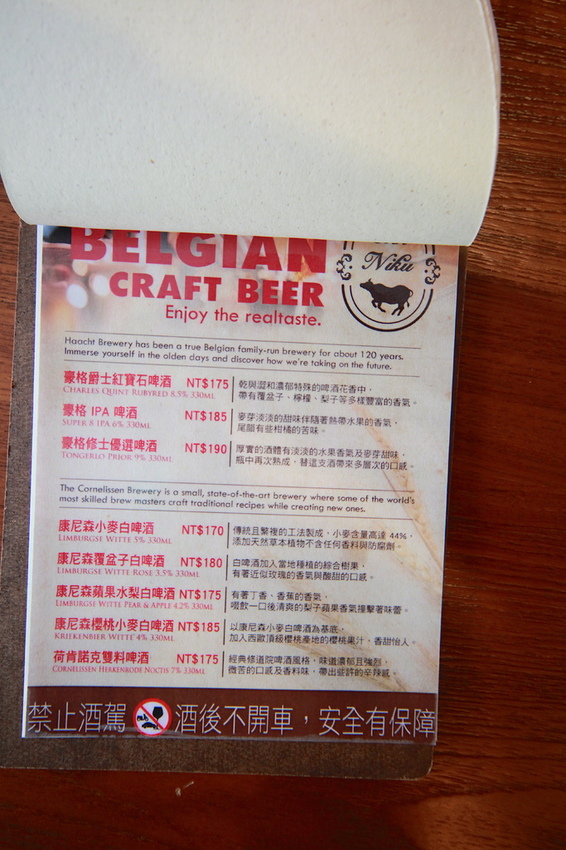 BELGIAN
CRAFT BEER
Enjoy the realtaste.
Niku
Haacht Brewery has been a true Belgian family-run brewery for about 120 years.
Immerse yourself in the olden days and discover how we're taking on the future.
豪格爵士紅寶石啤酒 NT$175
CHARLES QUINT RUBYRED 8.5% 330ML
乾與溫和濃郁特殊的啤酒花香中，
帶有覆盆子、檸檬、梨子等多樣豐富的香氣。
豪格 IPA 啤酒 NT$185
SUPER 8 IPA 6% 330ML
麥芽淡淡的甜味伴隨著熱帶水果的香氣，
尾韻有些柑橘的苦味。
豪格修士優選啤酒 NT$190
TONGERLO PRIOR 9% 330ML
厚實的酒體有淡淡的水果香氣及麥芽甜味，
瓶中再次熟成，替這支酒帶來多層次的口感。
The Cornelissen Brewery is a small, state-of-the-art brewery where some of the world's
most skilled brew masters craft traditional recipes while creating new ones.
康尼森小麥白啤酒 NT$170
LIMBURGSE WITTE 5% 330ML
傳統且繁複的工法製成，小麥含量高達 44%，
添加天然草本植物不含任何香料與防腐劑。
康尼森覆盆子白啤酒 NT$180
LIMBURGSE WITTE ROSE 3.9% 330ML
白啤酒加入當地種植的綜合樹果，
有著近似玫瑰的香氣與酸甜的口感。
康尼森蘋果水梨白啤酒 NT$175
LIMBURGSE WITTE PEAR & APPLE 4.2% 330ML
有著丁香、香蕉的香氣，
啜飲一口後清爽的梨子蘋果香氣撞擊著味蕾。
康尼森櫻桃小麥白啤酒 NT$185
KRIEKENBIER WITTE 4% 330ML
以康尼森小麥白啤酒為基底，
加入西歐頂級櫻桃產地的櫻桃果汁，香甜怡人。
荷肯諾克雙料啤酒 NT$175
CORNELISSEN HERKENRODE NOCTIS 7% 330ML
經典修道院啤酒風格，味道濃郁且強烈，
微苦的口感及香料味，帶出些許的辛辣感。
禁止酒駕 酒後不開車，安全有保障